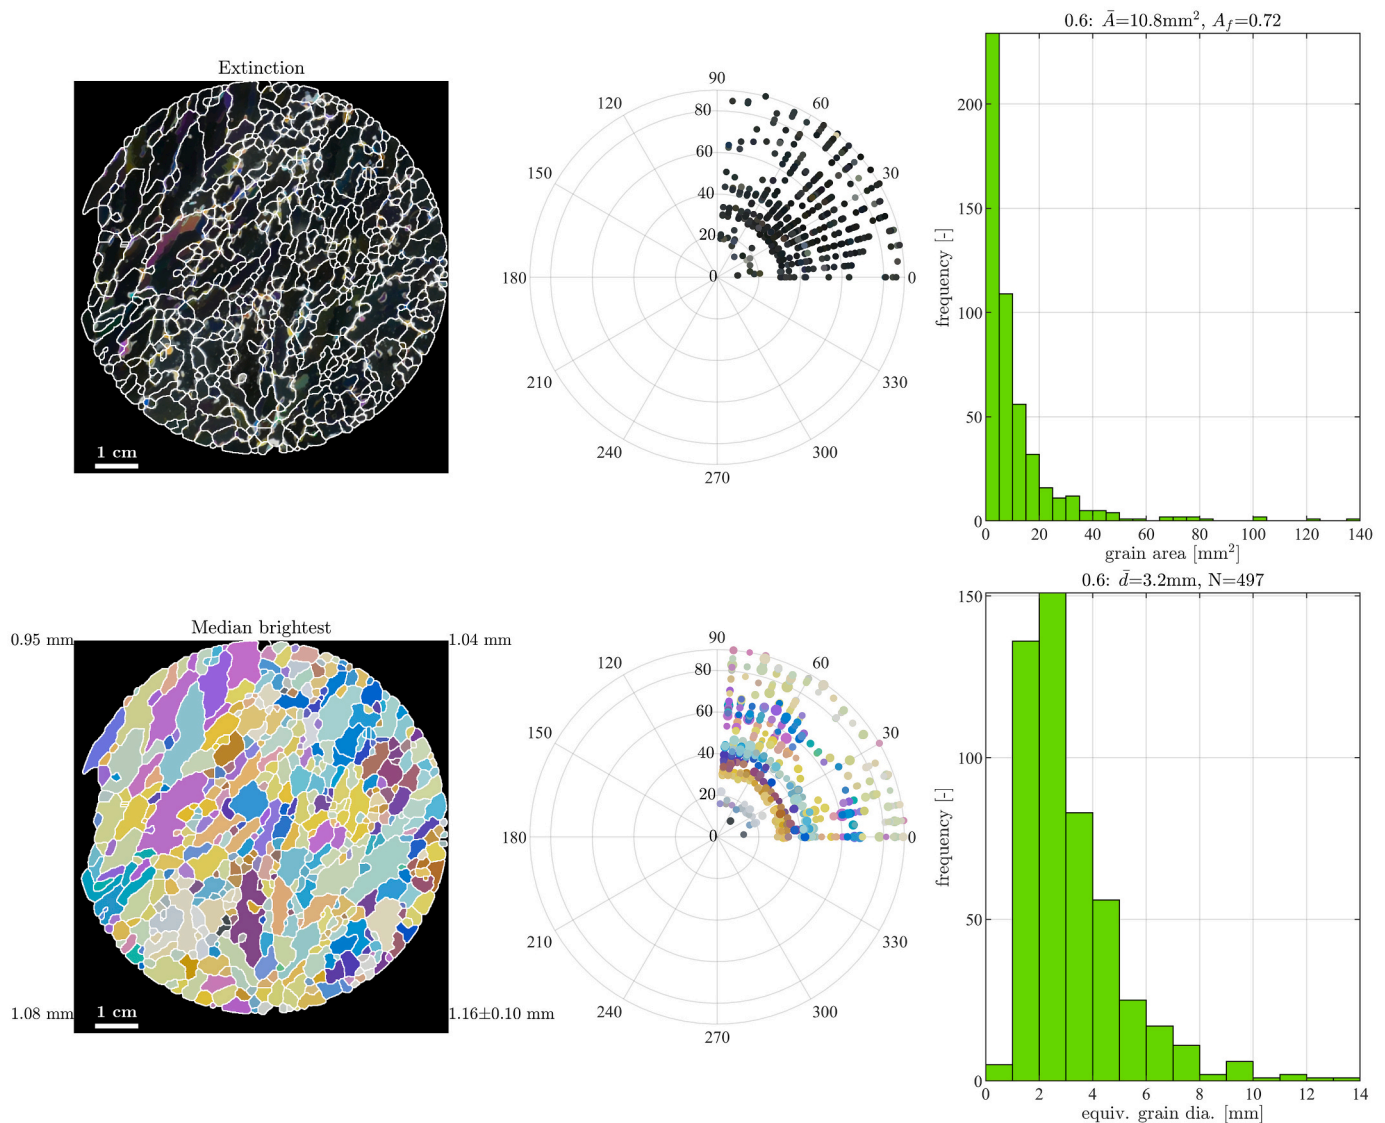 Extinction
1 cm
90
120
60
150
30
180
0
210
330
240
300
270
80
60
40
20
0
0.6: Ā=10.8mm², A_f=0.72
frequency [-]
200
150
100
50
0
0 20 40 60 80 100 120 140
grain area [mm²]
Median brightest
0.95 mm
1.04 mm
1.08 mm
1.16±0.10 mm
1 cm
90
120
60
150
30
180
0
210
330
240
300
270
80
60
40
20
0
0.6: d̄=3.2mm, N=497
frequency [-]
150
100
50
0
0 2 4 6 8 10 12 14
equiv. grain dia. [mm]